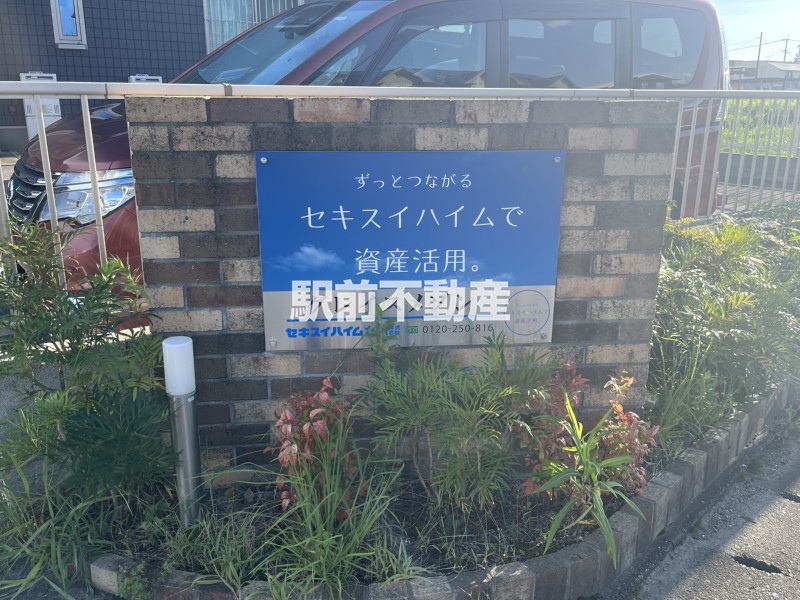 ずっとつながる
セキスイハイムで
資産活用。
駅前不動産
セキスイハイム
0120-250-816